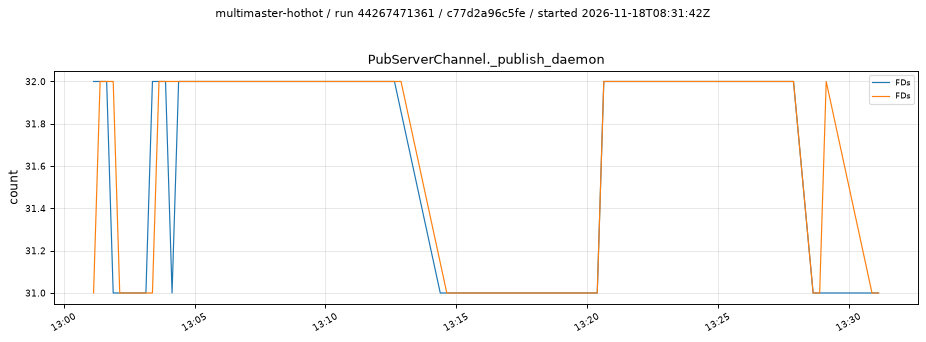 multimaster-hothot / run 44267471361 / c77d2a96c5fe / started 2026-11-18T08:31:42Z
PubServerChannel._publish_daemon
FDs
FDs
count
32.0
31.8
31.6
31.4
31.2
31.0
13:00
13:05
13:10
13:15
13:20
13:25
13:30